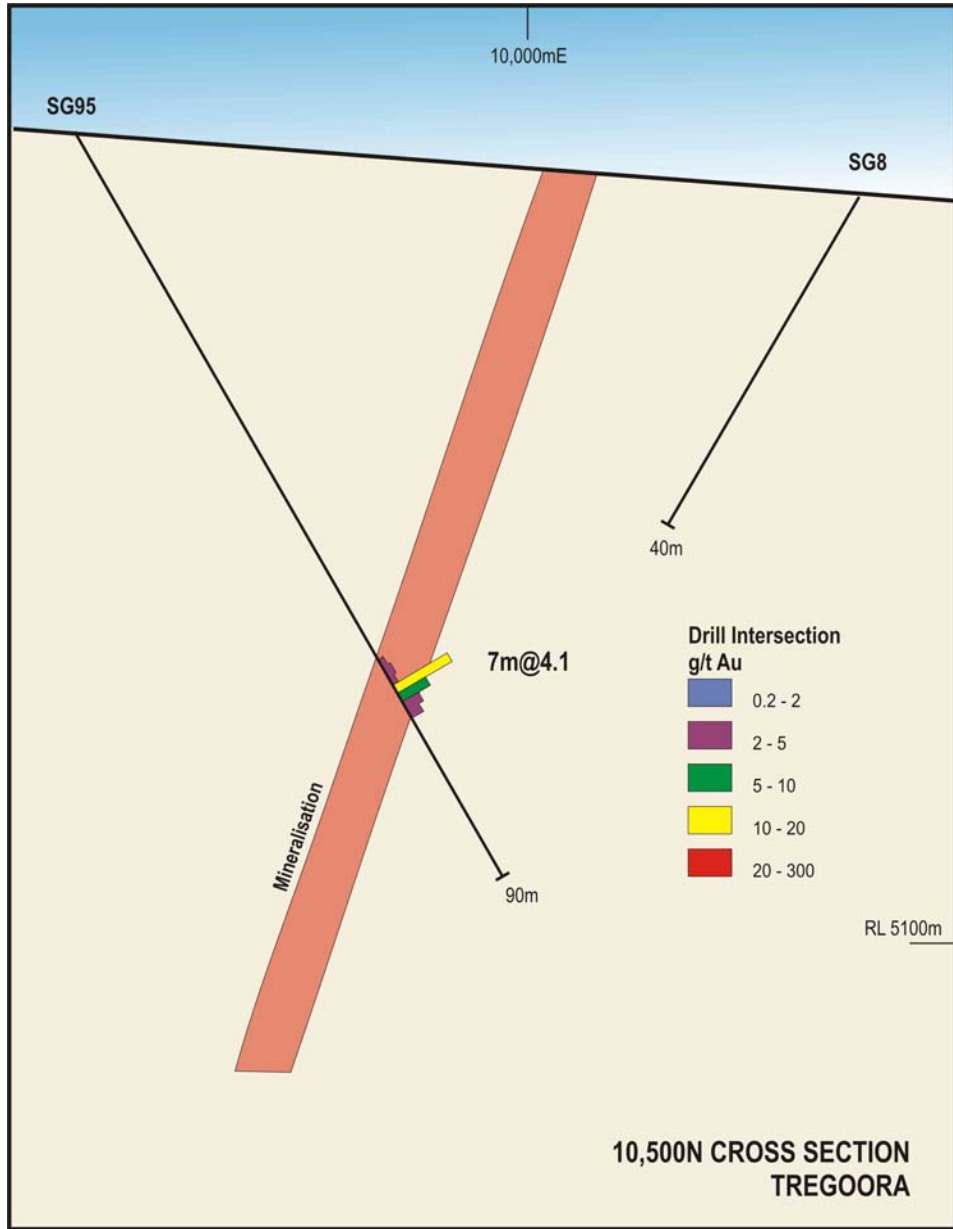 10,000mE
SG95
SG8
40m
Drill Intersection
g/t Au
7m@4.1
0.2 - 2
2 - 5
5 - 10
10 - 20
20 - 300
Mineralisation
90m
RL 5100m
10,500N CROSS SECTION
TREGOORA